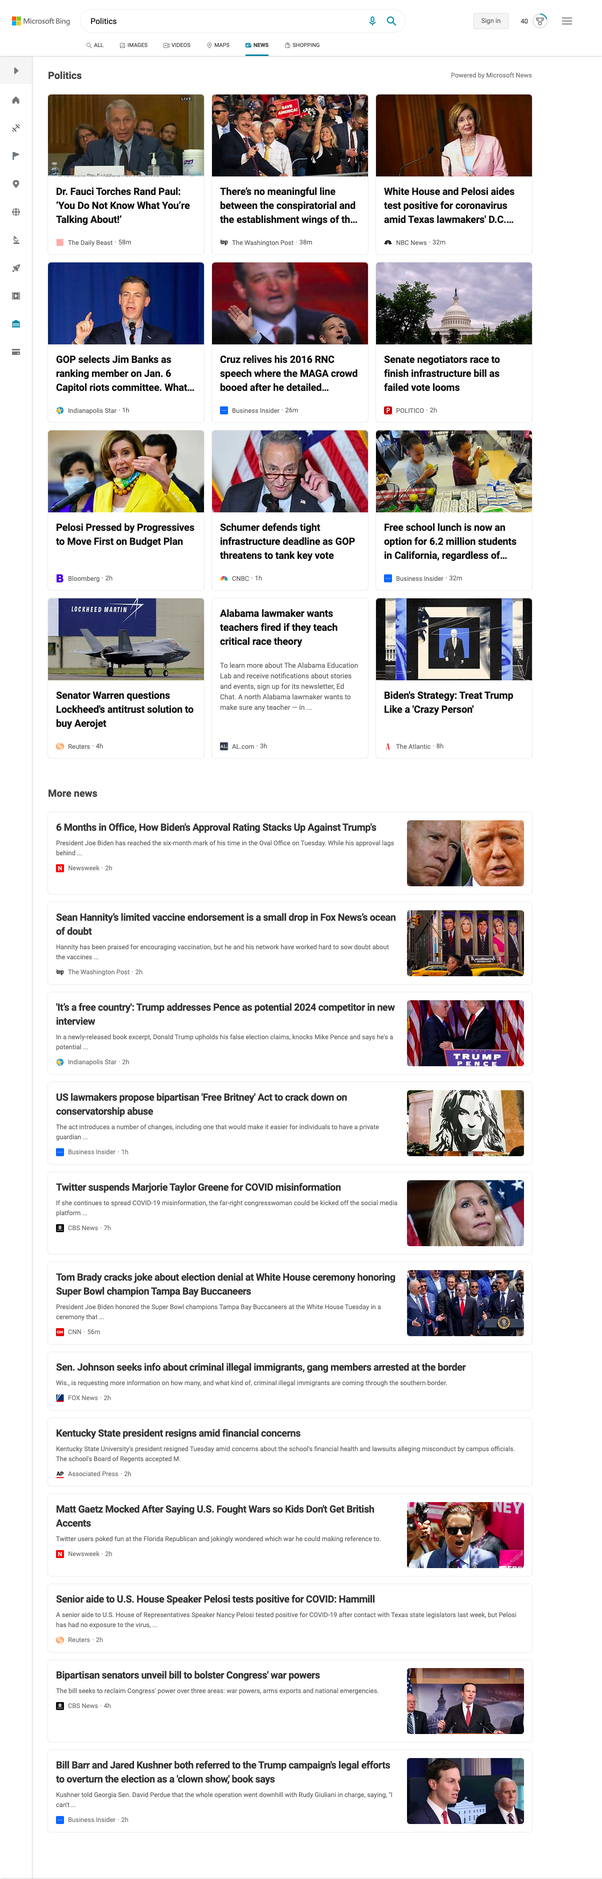 Microsoft Bing
Politics
Sign in
40
ALL
IMAGES
VIDEOS
MAPS
NEWS
SHOPPING
Politics
Powered by Microsoft News
LIVE
SAVE AMERICA!
Dr. Fauci Torches Rand Paul:
'You Do Not Know What You're
Talking About!'
The Daily Beast · 58m
There's no meaningful line
between the conspiratorial and
the establishment wings of th...
The Washington Post · 38m
White House and Pelosi aides
test positive for coronavirus
amid Texas lawmakers' D.C....
NBC News · 32m
GOP selects Jim Banks as
ranking member on Jan. 6
Capitol riots committee. What...
Indianapolis Star · 1h
Cruz relives his 2016 RNC
speech where the MAGA crowd
booed after he detailed...
Business Insider · 26m
Senate negotiators race to
finish infrastructure bill as
failed vote looms
POLITICO · 2h
Pelosi Pressed by Progressives
to Move First on Budget Plan
Bloomberg · 2h
Schumer defends tight
infrastructure deadline as GOP
threatens to tank key vote
CNBC · 1h
Free school lunch is now an
option for 6.2 million students
in California, regardless of...
Business Insider · 32m
LOCKHEED MARTIN
Senator Warren questions
Lockheed's antitrust solution to
buy Aerojet
Reuters · 4h
Alabama lawmaker wants
teachers fired if they teach
critical race theory
To learn more about The Alabama Education
Lab and receive notifications about stories
and events, sign up for its newsletter, Ed
Chat. A north Alabama lawmaker wants to
make sure any teacher — in ...
AL.com · 3h
Biden's Strategy: Treat Trump
Like a 'Crazy Person'
The Atlantic · 8h
More news
6 Months in Office, How Biden's Approval Rating Stacks Up Against Trump's
President Joe Biden has reached the six-month mark of his time in the Oval Office on Tuesday. While his approval lags
behind ...
Newsweek · 2h
Sean Hannity's limited vaccine endorsement is a small drop in Fox News's ocean
of doubt
Hannity has been praised for encouraging vaccination, but he and his network have worked hard to sow doubt about
the vaccines ...
The Washington Post · 2h
'It's a free country': Trump addresses Pence as potential 2024 competitor in new
interview
In a newly-released book excerpt, Donald Trump upholds his false election claims, knocks Mike Pence and says he's a
potential ...
Indianapolis Star · 2h
TRUMP
PENCE
US lawmakers propose bipartisan 'Free Britney' Act to crack down on
conservatorship abuse
The act introduces a number of changes, including one that would make it easier for individuals to have a private
guardian ...
Business Insider · 1h
Twitter suspends Marjorie Taylor Greene for COVID misinformation
If she continues to spread COVID-19 misinformation, the far-right congresswoman could be kicked off the social media
platform ...
CBS News · 7h
Tom Brady cracks joke about election denial at White House ceremony honoring
Super Bowl champion Tampa Bay Buccaneers
President Joe Biden honored the Super Bowl champions Tampa Bay Buccaneers at the White House Tuesday in a
ceremony that ...
CNN · 56m
Sen. Johnson seeks info about criminal illegal immigrants, gang members arrested at the border
Wis., is requesting more information on how many, and what kind of, criminal illegal immigrants are coming through the southern border.
FOX News · 2h
Kentucky State president resigns amid financial concerns
Kentucky State University's president resigned Tuesday amid concerns about the school's financial health and lawsuits alleging misconduct by campus officials.
The school's Board of Regents accepted M.
Associated Press · 2h
Matt Gaetz Mocked After Saying U.S. Fought Wars so Kids Don't Get British
Accents
Twitter users poked fun at the Florida Republican and jokingly wondered which war he could making reference to.
Newsweek · 2h
NEY
Senior aide to U.S. House Speaker Pelosi tests positive for COVID: Hammill
A senior aide to U.S. House of Representatives Speaker Nancy Pelosi tested positive for COVID-19 after contact with Texas state legislators last week, but Pelosi
has had no exposure to the virus, ...
Reuters · 2h
Bipartisan senators unveil bill to bolster Congress' war powers
The bill seeks to reclaim Congress' power over three areas: war powers, arms exports and national emergencies.
CBS News · 4h
Bill Barr and Jared Kushner both referred to the Trump campaign's legal efforts
to overturn the election as a 'clown show,' book says
Kushner told Georgia Sen. David Perdue that the whole operation went downhill with Rudy Giuliani in charge, saying, "I
can't ...
Business Insider · 2h